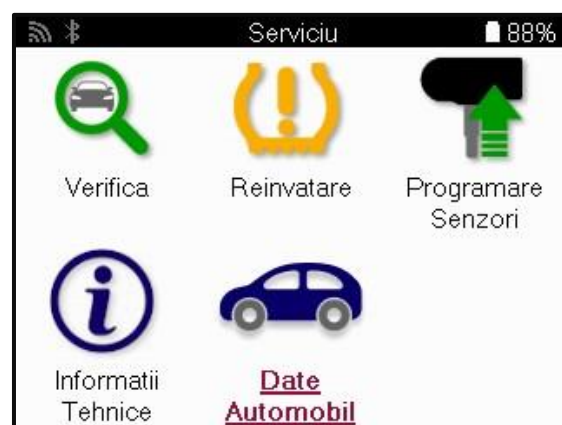 Serviciu 88%
Verifica Reinvatare Programare
Senzori
Informatii Date
Tehnice Automobil